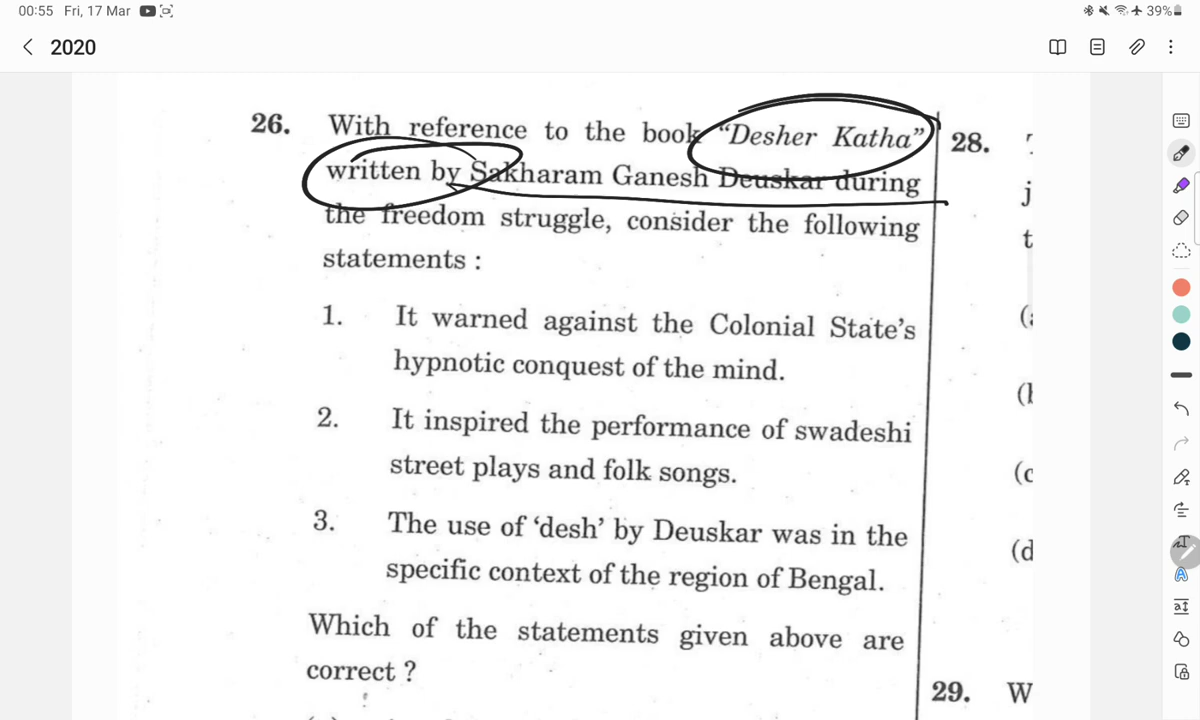 00:55 Fri, 17 Mar
39%
2020
26. With reference to the book “Desher Katha”
written by Sakharam Ganesh Deuskar during
the freedom struggle, consider the following
statements :
1. It warned against the Colonial State’s
hypnotic conquest of the mind.
2. It inspired the performance of swadeshi
street plays and folk songs.
3. The use of ‘desh’ by Deuskar was in the
specific context of the region of Bengal.
Which of the statements given above are
correct ?
28.
j
t
(d
29. W